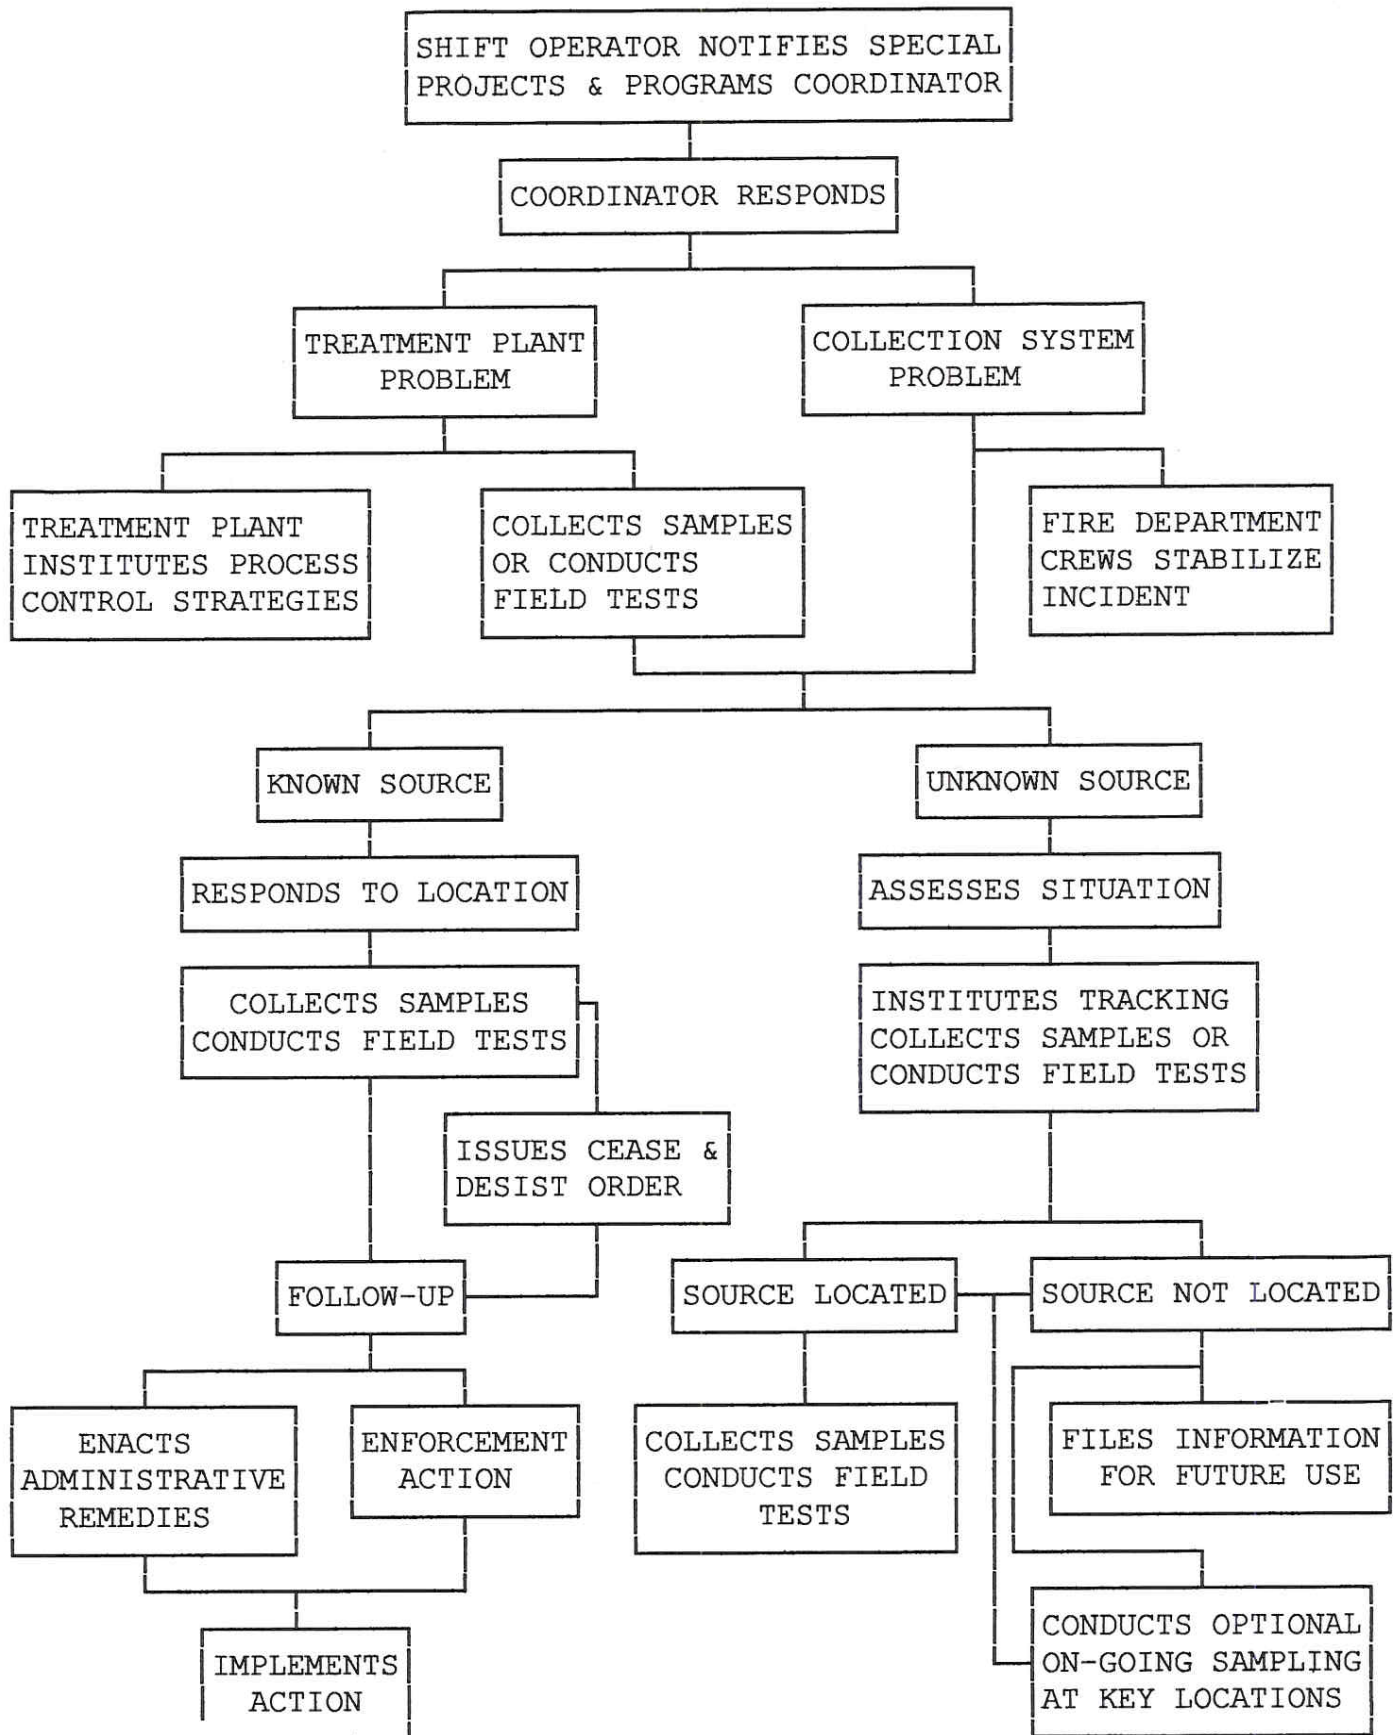 SHIFT OPERATOR NOTIFIES SPECIAL
PROJECTS & PROGRAMS COORDINATOR
COORDINATOR RESPONDS
TREATMENT PLANT
PROBLEM
COLLECTION SYSTEM
PROBLEM
TREATMENT PLANT
INSTITUTES PROCESS
CONTROL STRATEGIES
COLLECTS SAMPLES
OR CONDUCTS
FIELD TESTS
FIRE DEPARTMENT
CREWS STABILIZE
INCIDENT
KNOWN SOURCE
UNKNOWN SOURCE
RESPONDS TO LOCATION
ASSESSES SITUATION
COLLECTS SAMPLES
CONDUCTS FIELD TESTS
INSTITUTES TRACKING
COLLECTS SAMPLES OR
CONDUCTS FIELD TESTS
ISSUES CEASE &
DESIST ORDER
FOLLOW-UP
SOURCE LOCATED
SOURCE NOT LOCATED
ENACTS
ADMINISTRATIVE
REMEDIES
ENFORCEMENT
ACTION
COLLECTS SAMPLES
CONDUCTS FIELD
TESTS
FILES INFORMATION
FOR FUTURE USE
IMPLEMENTS
ACTION
CONDUCTS OPTIONAL
ON-GOING SAMPLING
AT KEY LOCATIONS